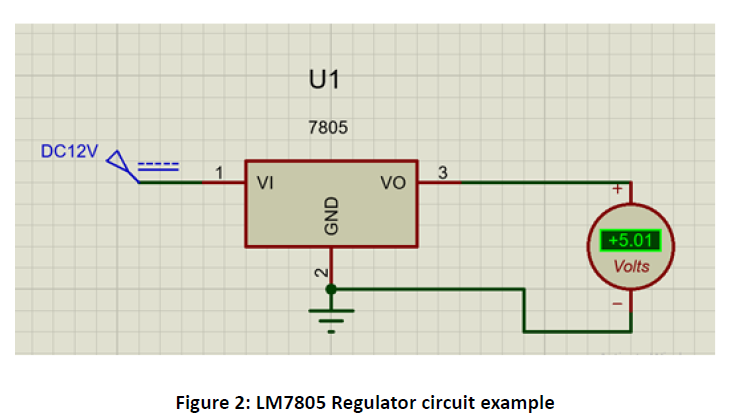 U1
7805
DC12V
1
VI
VO
3
GND
2
+
+5.01
Volts
−
Figure 2: LM7805 Regulator circuit example